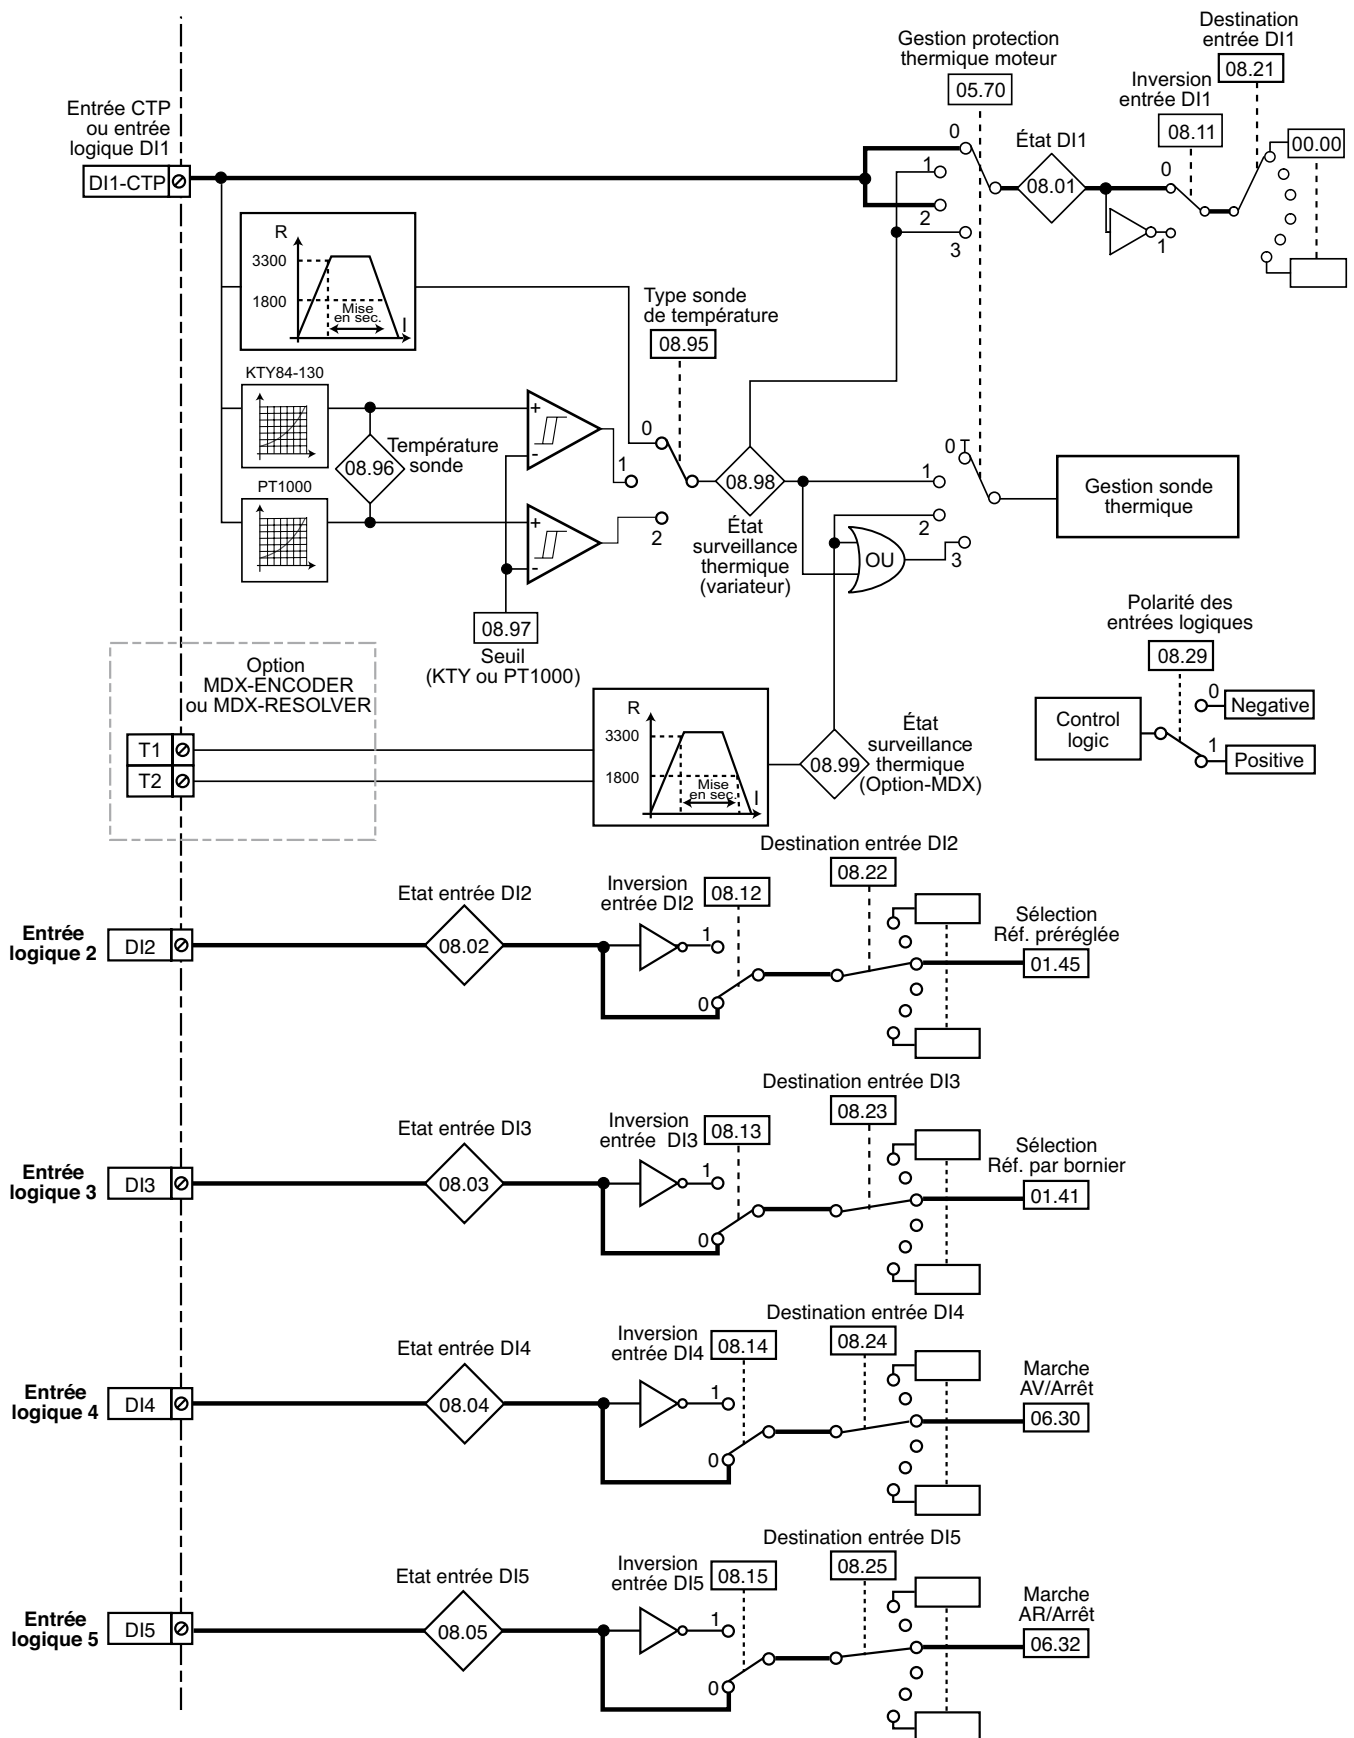 Destination
entrée DI1
08.21
Gestion protection
thermique moteur
05.70
Inversion
entrée DI1
08.11
Entrée CTP
ou entrée
logique DI1
DI1-CTP
0
1
2
3
État DI1
08.01
0
1
00.00
R
3300
1800
Mise
en sec.
I
Type sonde
de température
08.95
KTY84-130
+
-
Température
sonde
08.96
PT1000
+
-
0
1
2
08.98
État
surveillance
thermique
(variateur)
0
1
2
3
OU
Gestion sonde
thermique
08.97
Seuil
(KTY ou PT1000)
Polarité des
entrées logiques
08.29
Control
logic
0
Negative
1
Positive
Option
MDX-ENCODER
ou MDX-RESOLVER
T1
T2
R
3300
1800
Mise
en sec.
I
08.99
État
surveillance
thermique
(Option-MDX)
Entrée
logique 2
DI2
Etat entrée DI2
08.02
Inversion
entrée DI2
08.12
1
0
Destination entrée DI2
08.22
Sélection
Réf. préréglée
01.45
Entrée
logique 3
DI3
Etat entrée DI3
08.03
Inversion
entrée DI3
08.13
1
0
Destination entrée DI3
08.23
Sélection
Réf. par bornier
01.41
Entrée
logique 4
DI4
Etat entrée DI4
08.04
Inversion
entrée DI4
08.14
1
0
Destination entrée DI4
08.24
Marche
AV/Arrêt
06.30
Entrée
logique 5
DI5
Etat entrée DI5
08.05
Inversion
entrée DI5
08.15
1
0
Destination entrée DI5
08.25
Marche
AR/Arrêt
06.32